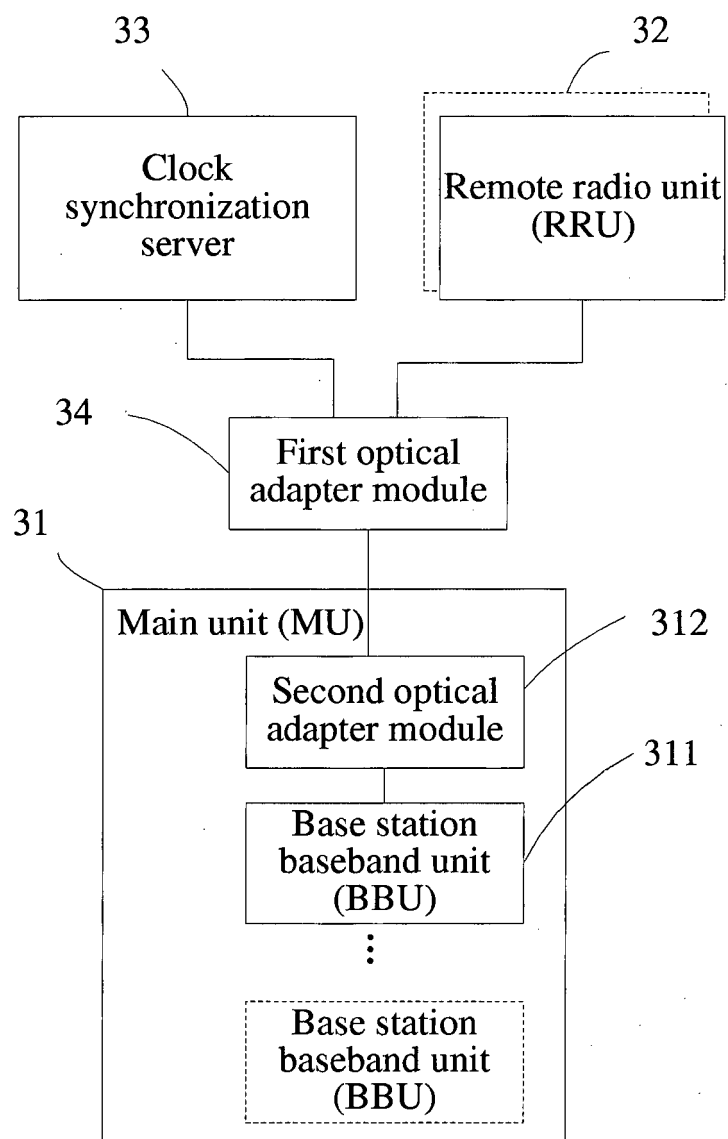 33
32
Clock
synchronization
server
Remote radio unit
(RRU)
34
First optical
adapter module
31
Main unit (MU)
312
Second optical
adapter module
311
Base station
baseband unit
(BBU)
Base station
baseband unit
(BBU)